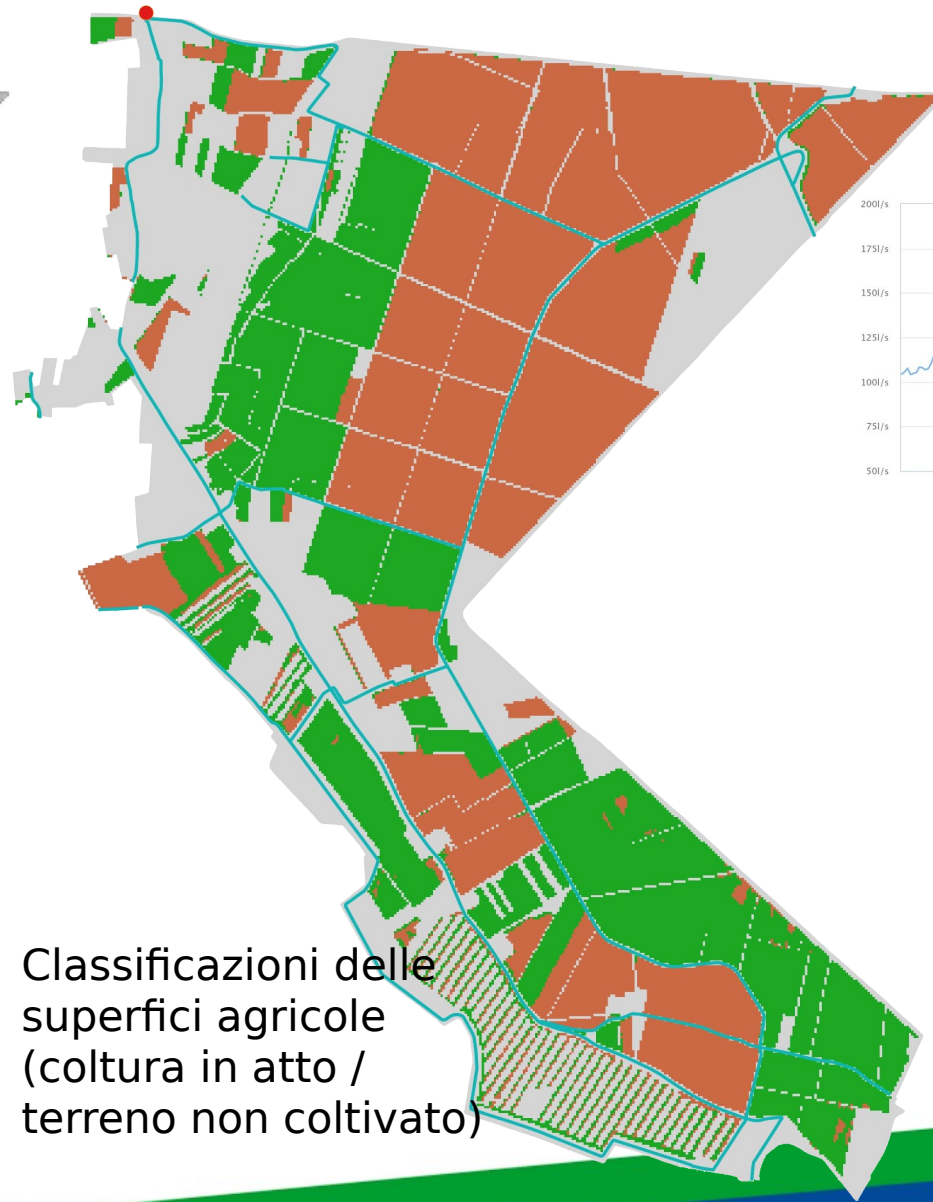 200l/s
175l/s
150l/s
125l/s
100l/s
75l/s
50l/s
Classificazioni delle
superfici agricole
(coltura in atto /
terreno non coltivato)